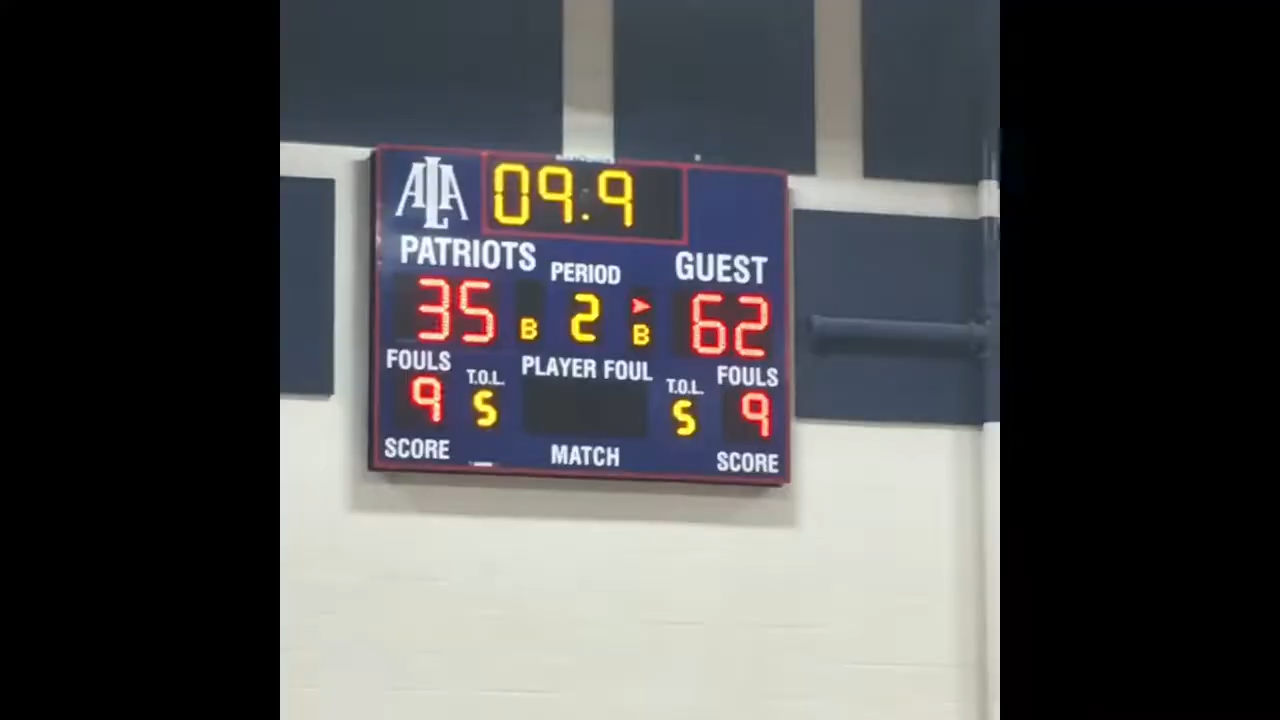 ALA 09.9
PATRIOTS PERIOD GUEST
35 B 2 B 62
FOULS T.O.L. PLAYER FOUL T.O.L. FOULS
9 5 5 9
SCORE MATCH SCORE